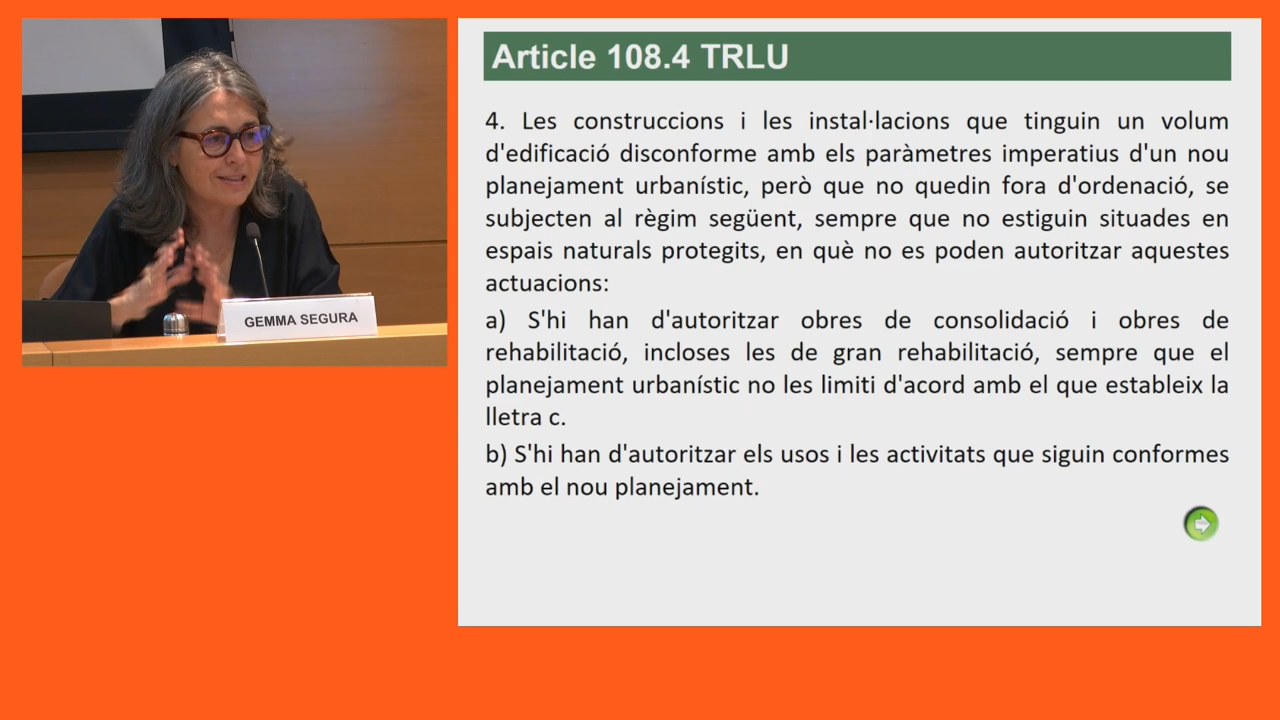 GEMMA SEGURA
Article 108.4 TRLU
4. Les construccions i les instal·lacions que tinguin un volum
d'edificació disconforme amb els paràmetres imperatius d'un nou
planejament urbanístic, però que no quedin fora d'ordenació, se
subjecten al règim següent, sempre que no estiguin situades en
espais naturals protegits, en què no es poden autoritzar aquestes
actuacions:
a) S'hi han d'autoritzar obres de consolidació i obres de
rehabilitació, incloses les de gran rehabilitació, sempre que el
planejament urbanístic no les limiti d'acord amb el que estableix la
lletra c.
b) S'hi han d'autoritzar els usos i les activitats que siguin conformes
amb el nou planejament.